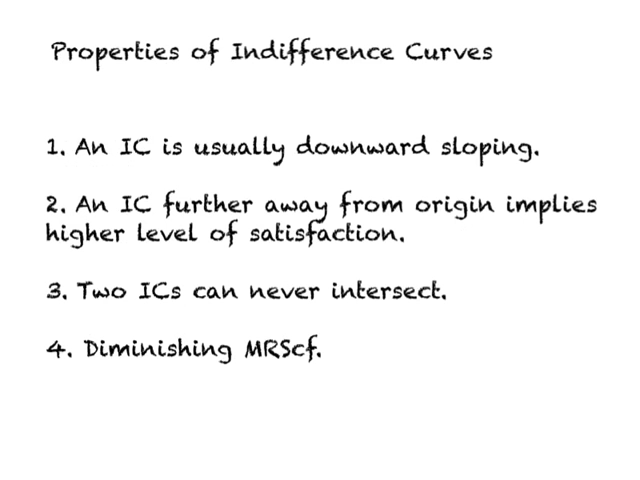 Properties of Indifference Curves
1. An IC is usually downward sloping.
2. An IC further away from origin implies
higher level of satisfaction.
3. Two ICs can never intersect.
4. Diminishing MRScf.